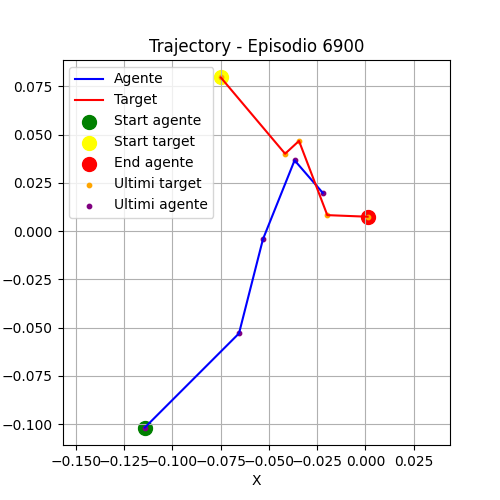 Trajectory - Episodio 6900
Agente
Target
Start agente
Start target
End agente
Ultimi target
Ultimi agente
0.075
0.050
0.025
0.000
−0.025
−0.050
−0.075
−0.100
−0.150 −0.125 −0.100 −0.075 −0.050 −0.025 0.000 0.025
X